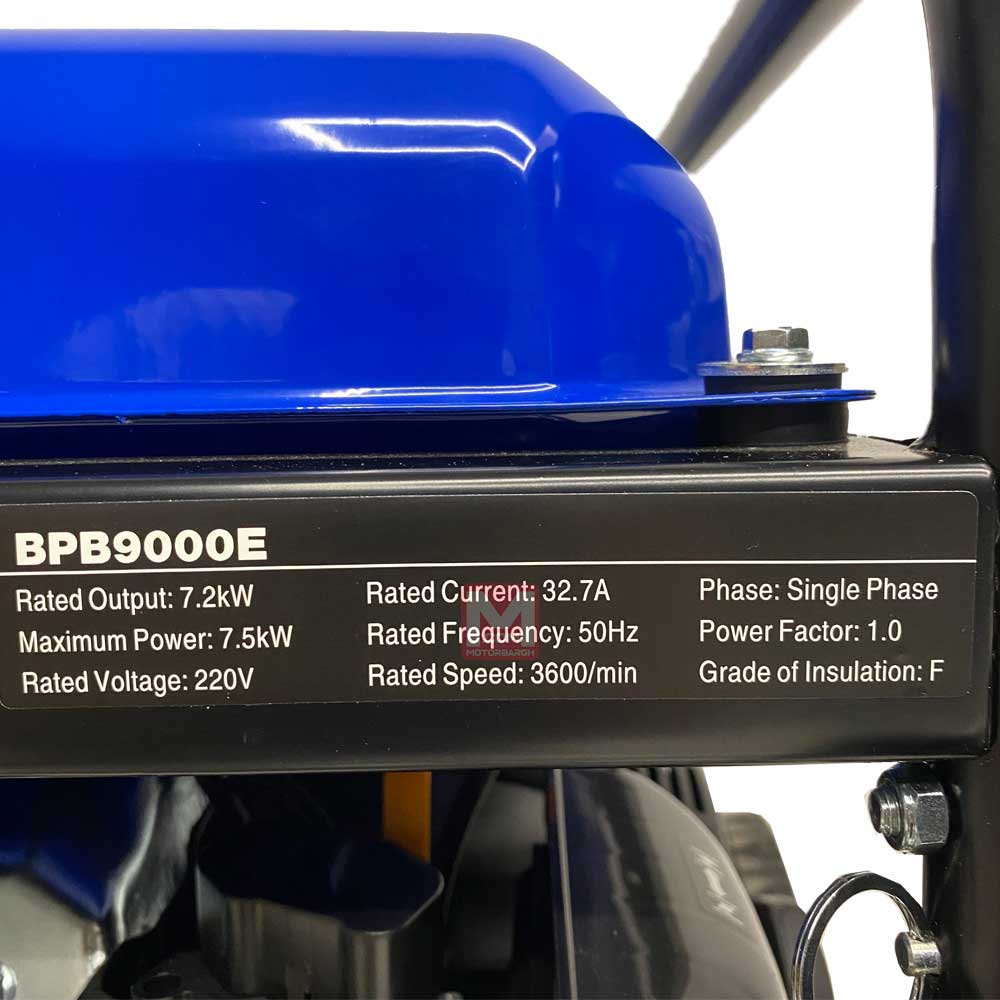 BPB9000E
Rated Output: 7.2kW
Maximum Power: 7.5kW
Rated Voltage: 220V
Rated Current: 32.7A
Rated Frequency: 50Hz
Rated Speed: 3600/min
Phase: Single Phase
Power Factor: 1.0
Grade of Insulation: F
M
MOTORBARGH